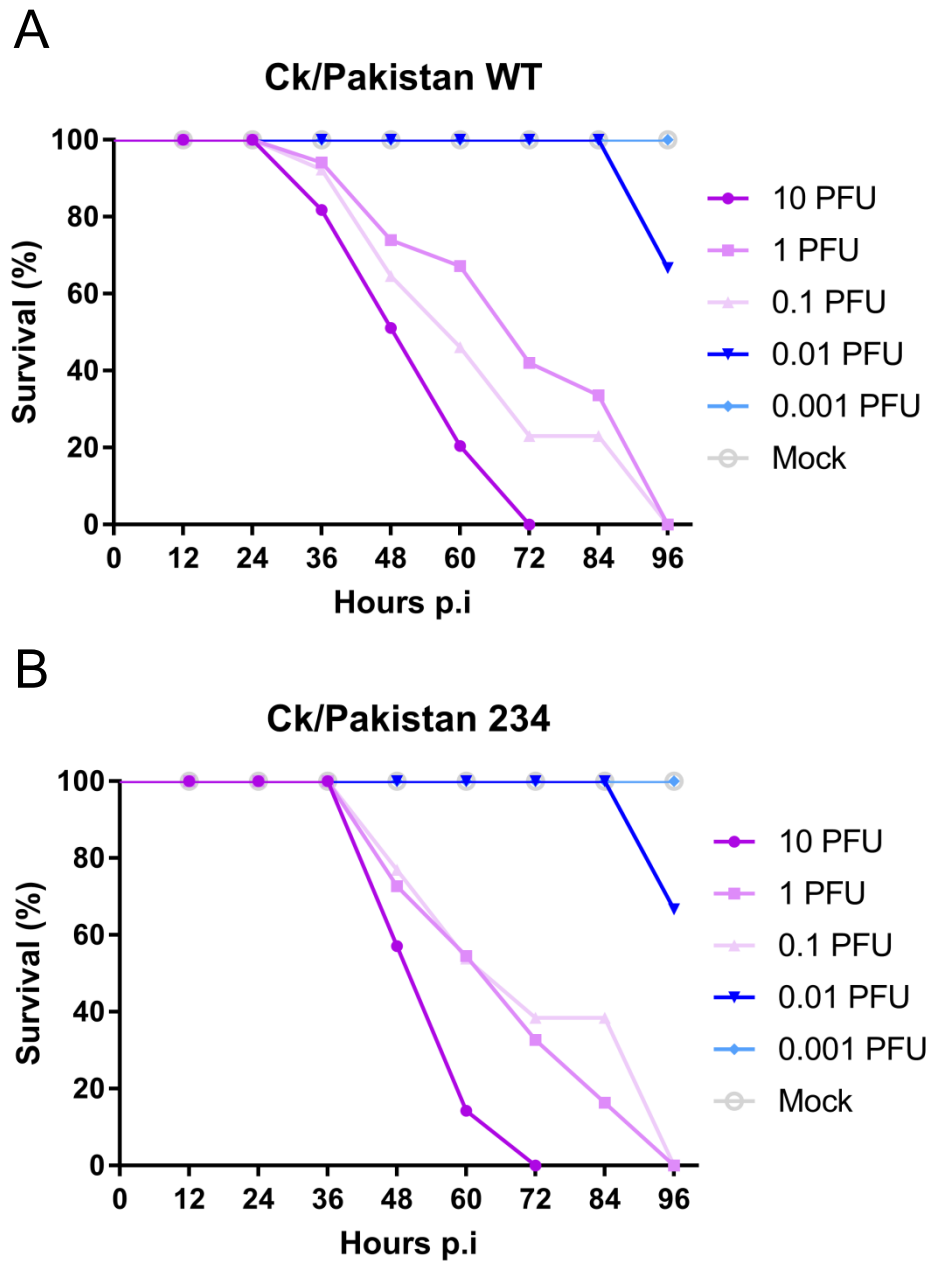 A
Ck/Pakistan WT
100
80
60
40
20
0
Survival (%)
0 12 24 36 48 60 72 84 96
Hours p.i
10 PFU
1 PFU
0.1 PFU
0.01 PFU
0.001 PFU
Mock
B
Ck/Pakistan 234
100
80
60
40
20
0
Survival (%)
0 12 24 36 48 60 72 84 96
Hours p.i
10 PFU
1 PFU
0.1 PFU
0.01 PFU
0.001 PFU
Mock